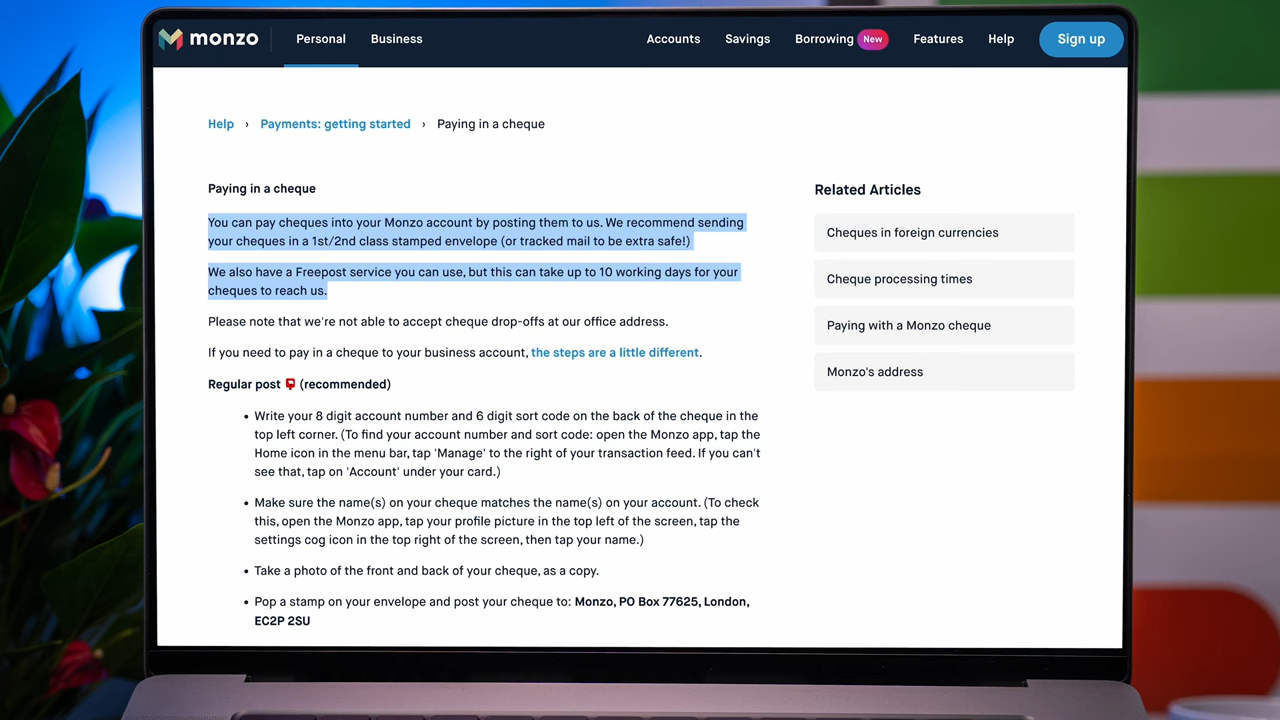 monzo
Personal
Business
Accounts
Savings
Borrowing New
Features
Help
Sign up
Help › Payments: getting started › Paying in a cheque
Paying in a cheque
You can pay cheques into your Monzo account by posting them to us. We recommend sending
your cheques in a 1st/2nd class stamped envelope (or tracked mail to be extra safe!)
We also have a Freepost service you can use, but this can take up to 10 working days for your
cheques to reach us.
Please note that we're not able to accept cheque drop-offs at our office address.
If you need to pay in a cheque to your business account, the steps are a little different.
Regular post 📮 (recommended)
• Write your 8 digit account number and 6 digit sort code on the back of the cheque in the
top left corner. (To find your account number and sort code: open the Monzo app, tap the
Home icon in the menu bar, tap 'Manage' to the right of your transaction feed. If you can't
see that, tap on 'Account' under your card.)
• Make sure the name(s) on your cheque matches the name(s) on your account. (To check
this, open the Monzo app, tap your profile picture in the top left of the screen, tap the
settings cog icon in the top right of the screen, then tap your name.)
• Take a photo of the front and back of your cheque, as a copy.
• Pop a stamp on your envelope and post your cheque to: Monzo, PO Box 77625, London,
EC2P 2SU
Related Articles
Cheques in foreign currencies
Cheque processing times
Paying with a Monzo cheque
Monzo's address